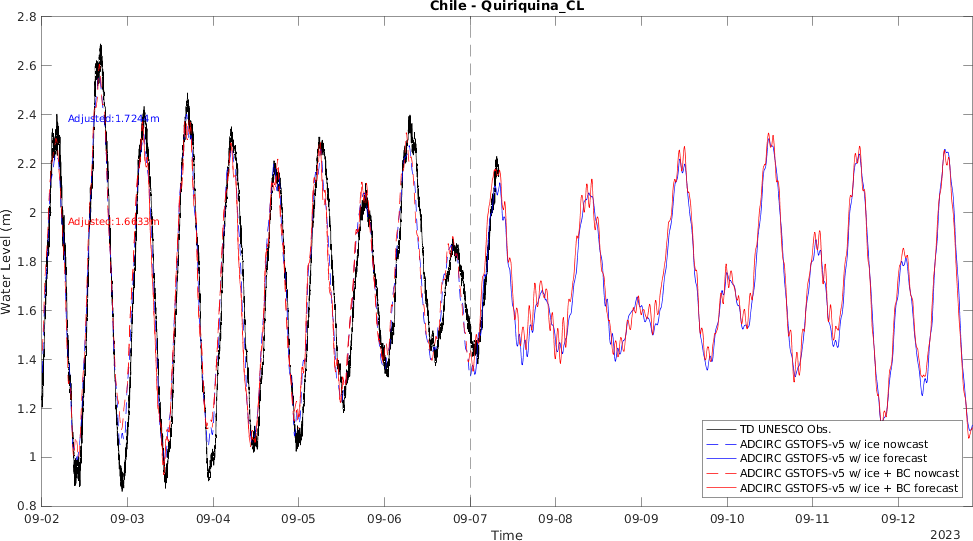 Chile - Quiriquina_CL
2.8
2.6
2.4
2.2
2
1.8
1.6
1.4
1.2
1
0.8
Water Level (m)
Adjusted:1.7244m
Adjusted:1.6633m
TD UNESCO Obs.
ADCIRC GSTOFS-v5 w/ ice nowcast
ADCIRC GSTOFS-v5 w/ ice forecast
ADCIRC GSTOFS-v5 w/ ice + BC nowcast
ADCIRC GSTOFS-v5 w/ ice + BC forecast
09-02 09-03 09-04 09-05 09-06 09-07 09-08 09-09 09-10 09-11 09-12
Time
2023